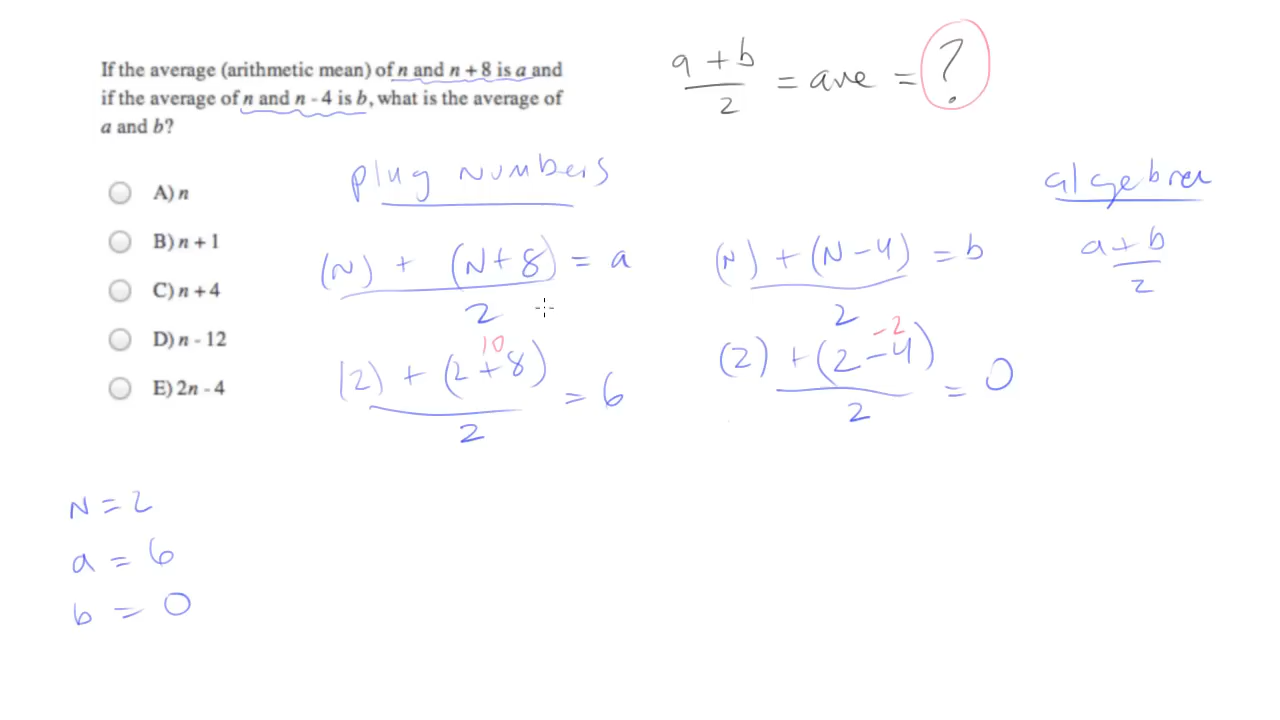 If the average (arithmetic mean) of n and n + 8 is a and
if the average of n and n - 4 is b, what is the average of
a and b?
a + b / 2 = ave = ?
A) n
B) n + 1
C) n + 4
D) n - 12
E) 2n - 4
plug numbers
(N) + (N+8) / 2 = a
(2) + (2+8) / 2 = 6
10
(N) + (N-4) / 2 = b
(2) + (2-4) / 2 = 0
-2
algebra
a + b / 2
N = 2
a = 6
b = 0